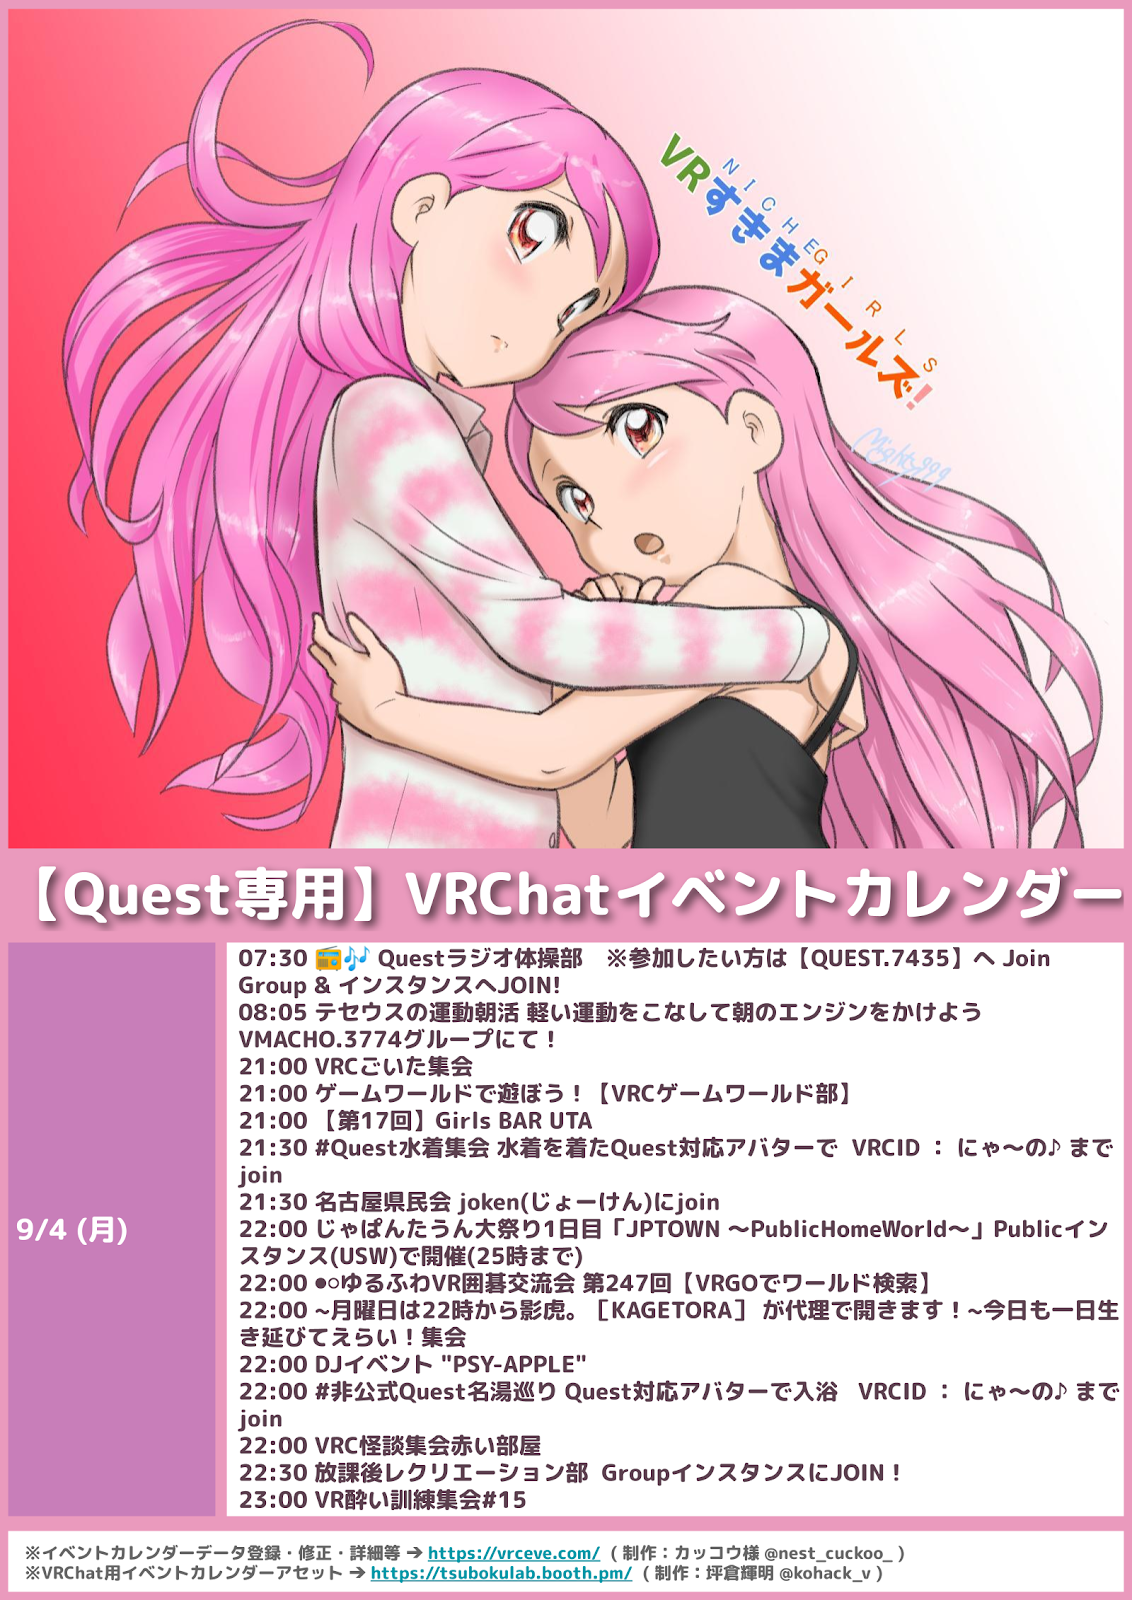 NICHE GIRLS
VRすきまガールズ!
Mighty999
【Quest専用】VRChatイベントカレンダー
9/4 (月)
07:30 📻🎶 Questラジオ体操部　※参加したい方は【QUEST.7435】へ Join
Group & インスタンスへJOIN!
08:05 テセウスの運動朝活 軽い運動をこなして朝のエンジンをかけよう
VMACHO.3774グループにて！
21:00 VRCごいた集会
21:00 ゲームワールドで遊ぼう！【VRCゲームワールド部】
21:00 【第17回】Girls BAR UTA
21:30 #Quest水着集会 水着を着たQuest対応アバターで  VRCID ： にゃ〜の♪ まで
join
21:30 名古屋県民会 joken(じょーけん)にjoin
22:00 じゃぱんたうん大祭り1日目「JPTOWN 〜PublicHomeWorld〜」Publicイン
スタンス(USW)で開催(25時まで)
22:00 ⚫○ゆるふわVR囲碁交流会 第247回【VRGOでワールド検索】
22:00 ~月曜日は22時から影虎。［KAGETORA］ が代理で開きます！~今日も一日生
き延びてえらい！集会
22:00 DJイベント "PSY-APPLE"
22:00 #非公式Quest名湯巡り Quest対応アバターで入浴   VRCID ： にゃ〜の♪ まで
join
22:00 VRC怪談集会赤い部屋
22:30 放課後レクリエーション部  GroupインスタンスにJOIN！
23:00 VR酔い訓練集会#15
※イベントカレンダーデータ登録・修正・詳細等 ➔ https://vrceve.com/ （ 制作：カッコウ様 @nest_cuckoo_ ）
※VRChat用イベントカレンダーアセット ➔ https://tsubokulab.booth.pm/ （ 制作：坪倉輝明 @kohack_v ）